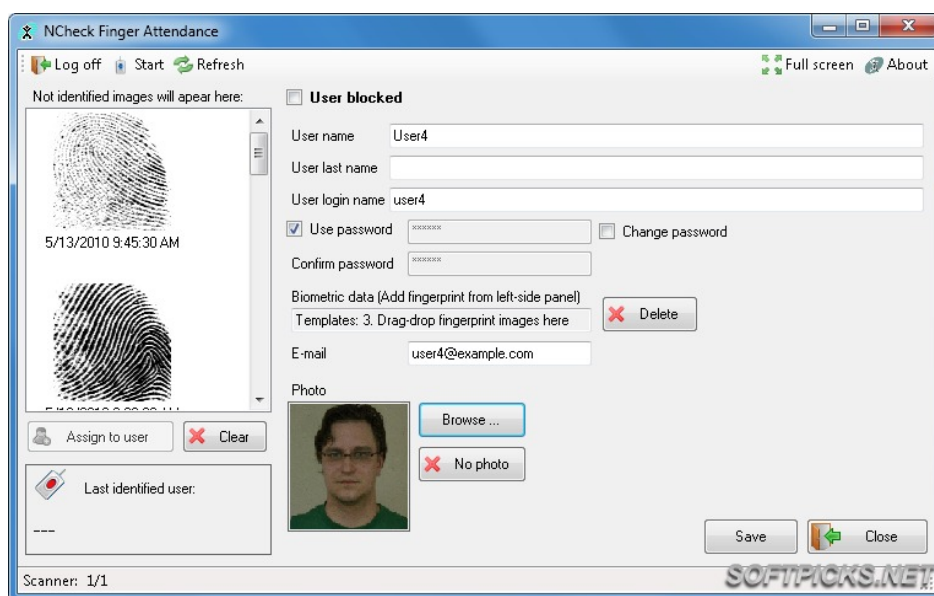 NCheck Finger Attendance
Log off Start Refresh Full screen About
Not identified images will apear here:
5/13/2010 9:45:30 AM
Assign to user Clear
Last identified user:
---
User blocked
User name User4
User last name
User login name user4
Use password xxxxxx Change password
Confirm password xxxxxx
Biometric data (Add fingerprint from left-side panel)
Templates: 3. Drag-drop fingerprint images here Delete
E-mail user4@example.com
Photo
Browse ...
No photo
Save Close
Scanner: 1/1
SOFTPICKS.NET